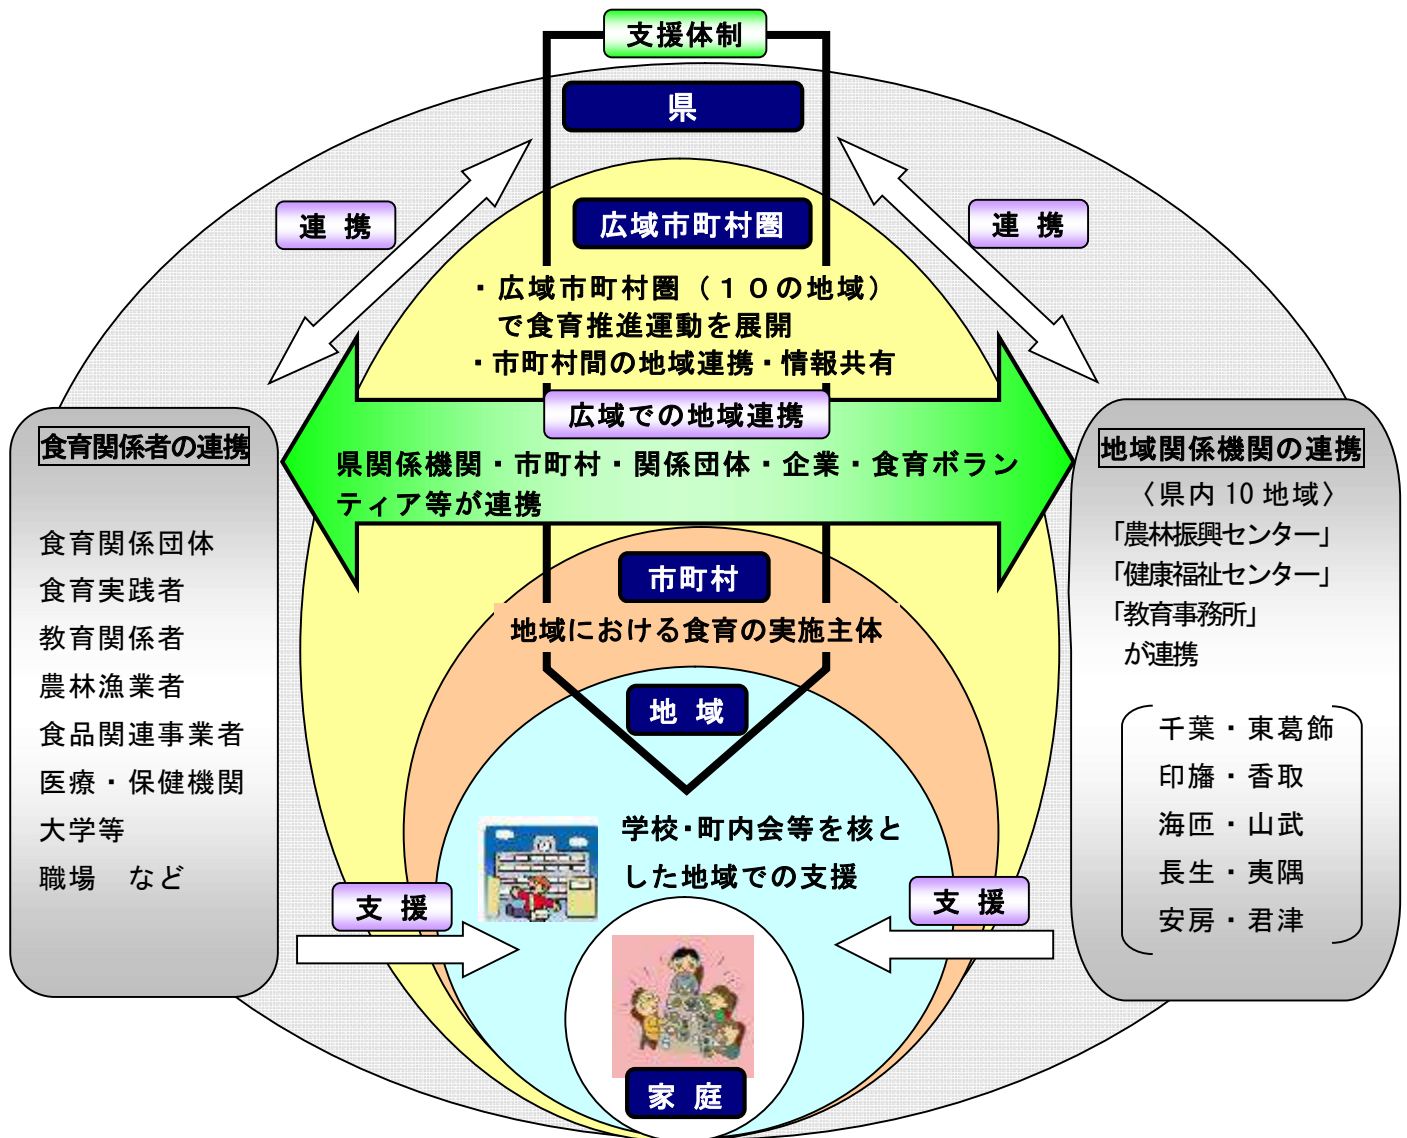 支援体制
県
連 携
連 携
広域市町村圏
・広域市町村圏（１０の地域）
で食育推進運動を展開
・市町村間の地域連携・情報共有
広域での地域連携
県関係機関・市町村・関係団体・企業・食育ボラン
ティア等が連携
食育関係者の連携
食育関係団体
食育実践者
教育関係者
農林漁業者
食品関連事業者
医療・保健機関
大学等
職場　など
地域関係機関の連携
〈県内 10 地域〉
「農林振興センター」
「健康福祉センター」
「教育事務所」
が連携
千葉・東葛飾
印旛・香取
海匝・山武
長生・夷隅
安房・君津
市町村
地域における食育の実施主体
地 域
学校・町内会等を核と
した地域での支援
支 援
支 援
家 庭